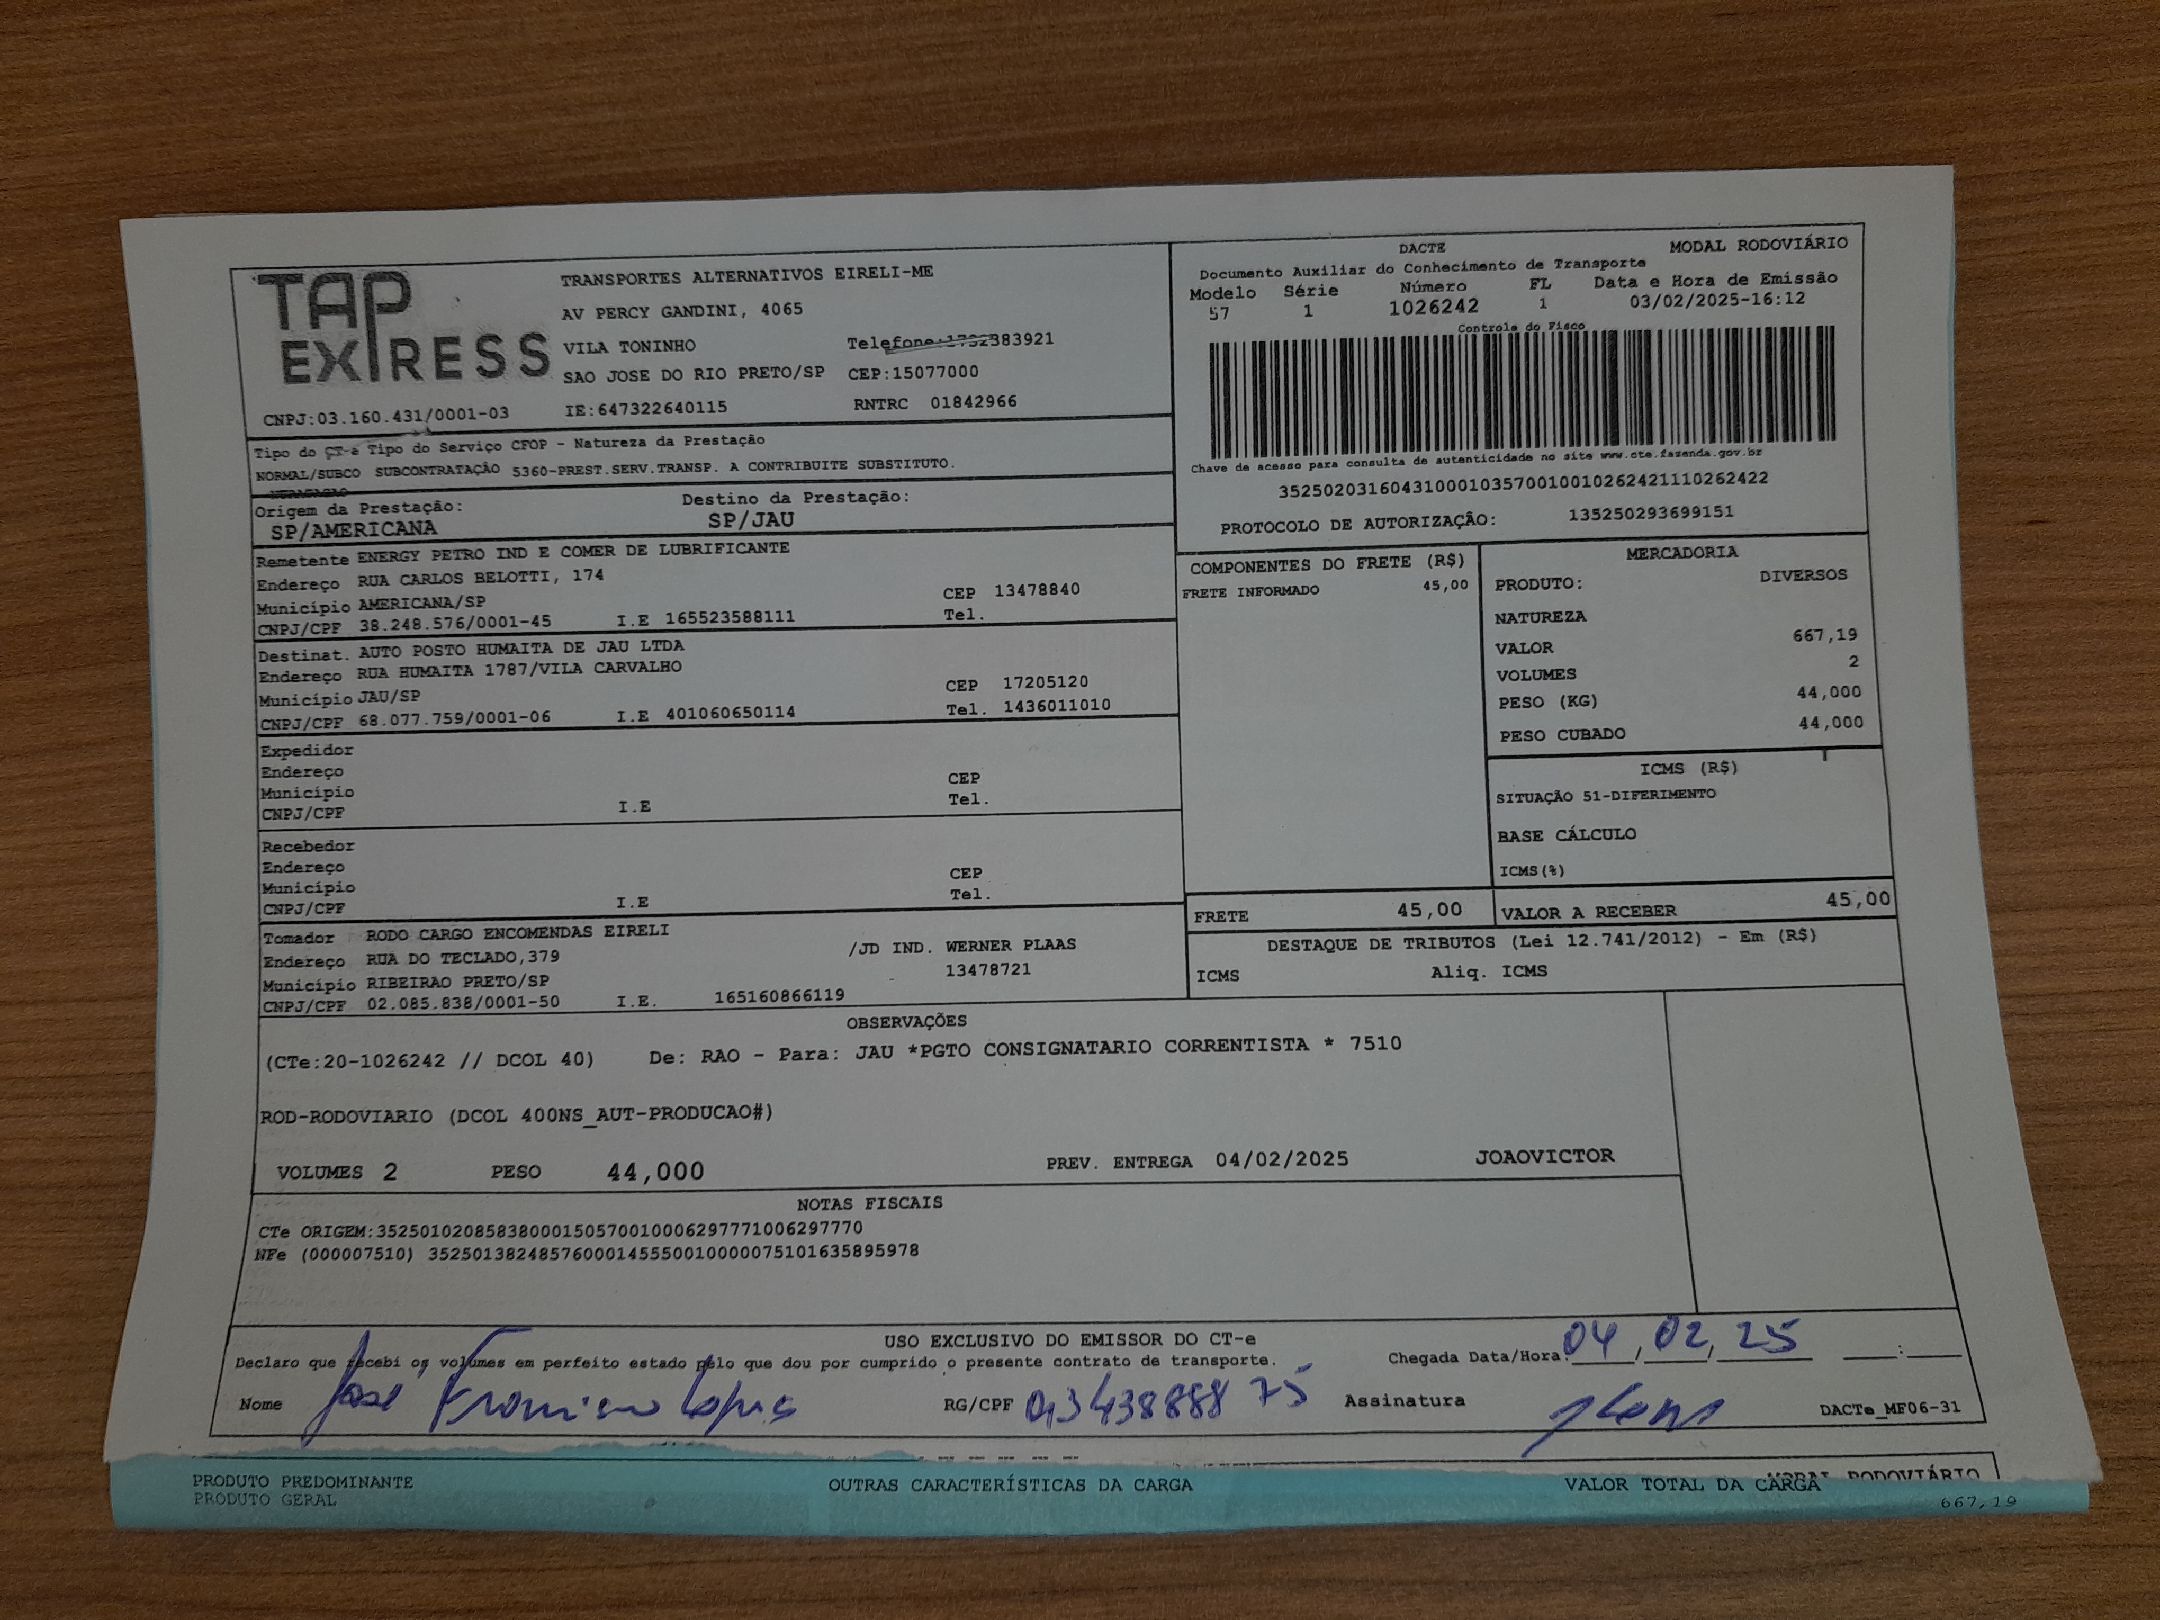 TAP EXPRESS
TRANSPORTES ALTERNATIVOS EIRELI-ME
AV PERCY GANDINI, 4065
VILA TONINHO Telefone:1732383921
SAO JOSE DO RIO PRETO/SP CEP:15077000
CNPJ:03.160.431/0001-03 IE:647322640115 RNTRC 01842966
DACTE MODAL RODOVIÁRIO
Documento Auxiliar do Conhecimento de Transporte
Modelo Série Número FL Data e Hora de Emissão
57 1 1026242 1 03/02/2025-16:12
Controle do Fisco
Chave de acesso para consulta de autenticidade no site www.cte.fazenda.gov.br
35250203160431000103570010010262421110262422
PROTOCOLO DE AUTORIZAÇÃO: 135250293699151
Tipo do CT-e Tipo do Serviço CFOP - Natureza da Prestação
NORMAL/SUBCO SUBCONTRATAÇÃO 5360-PREST.SERV.TRANSP. A CONTRIBUITE SUBSTITUTO.
Origem da Prestação: Destino da Prestação:
SP/AMERICANA SP/JAU
Remetente ENERGY PETRO IND E COMER DE LUBRIFICANTE
Endereço RUA CARLOS BELOTTI, 174
Município AMERICANA/SP CEP 13478840
CNPJ/CPF 38.248.576/0001-45 I.E 165523588111 Tel.
Destinat. AUTO POSTO HUMAITA DE JAU LTDA
Endereço RUA HUMAITA 1787/VILA CARVALHO
Município JAU/SP CEP 17205120
CNPJ/CPF 68.077.759/0001-06 I.E 401060650114 Tel. 1436011010
Expedidor
Endereço
Município CEP
CNPJ/CPF I.E Tel.
Recebedor
Endereço
Município CEP
CNPJ/CPF I.E Tel.
Tomador RODO CARGO ENCOMENDAS EIRELI
Endereço RUA DO TECLADO,379 /JD IND. WERNER PLAAS
Município RIBEIRAO PRETO/SP 13478721
CNPJ/CPF 02.085.838/0001-50 I.E. 165160866119
COMPONENTES DO FRETE (R$)
FRETE INFORMADO 45,00
MERCADORIA
PRODUTO: DIVERSOS
NATUREZA
VALOR 667,19
VOLUMES 2
PESO (KG) 44,000
PESO CUBADO 44,000
ICMS (R$)
SITUAÇÃO 51-DIFERIMENTO
BASE CÁLCULO
ICMS(%)
FRETE 45,00 VALOR A RECEBER 45,00
DESTAQUE DE TRIBUTOS (Lei 12.741/2012) - Em (R$)
ICMS Aliq. ICMS
OBSERVAÇÕES
(CTe:20-1026242 // DCOL 40) De: RAO - Para: JAU *PGTO CONSIGNATARIO CORRENTISTA * 7510
ROD-RODOVIARIO (DCOL 400NS_AUT-PRODUCAO#)
VOLUMES 2 PESO 44,000 PREV. ENTREGA 04/02/2025 JOAOVICTOR
NOTAS FISCAIS
CTe ORIGEM:35250102085838000150570010006297771006297770
NFe (000007510) 35250138248576000145550010000075101635895978
USO EXCLUSIVO DO EMISSOR DO CT-e
Declaro que recebi os volumes em perfeito estado pelo que dou por cumprido o presente contrato de transporte. Chegada Data/Hora: 04,02,25 :
Nome José Francisco Lopes RG/CPF Assinatura DACTe_MF06-31
PRODUTO PREDOMINANTE OUTRAS CARACTERÍSTICAS DA CARGA VALOR TOTAL DA CARGA RODOVIÁRIO
PRODUTO GERAL 667,19